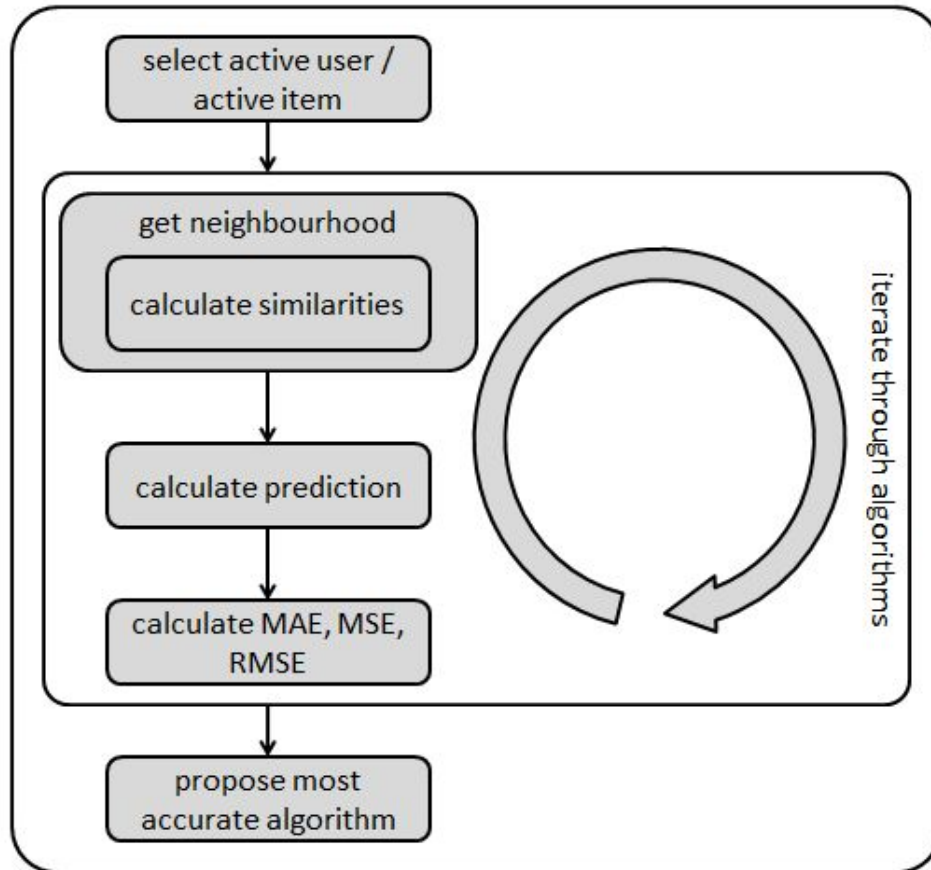 select active user /
active item
get neighbourhood
calculate similarities
iterate through algorithms
calculate prediction
calculate MAE, MSE,
RMSE
propose most
accurate algorithm